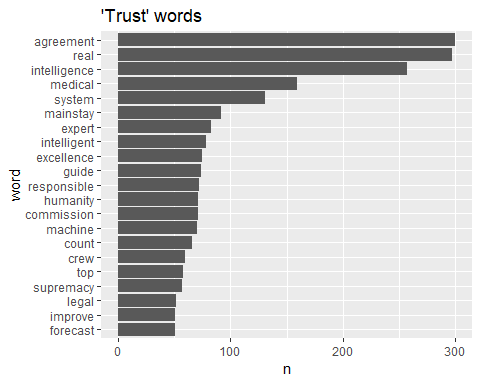 'Trust' words
agreement
real
intelligence
medical
system
mainstay
expert
intelligent
excellence
guide
responsible
humanity
commission
machine
count
crew
top
supremacy
legal
improve
forecast
word
0 100 200 300
n